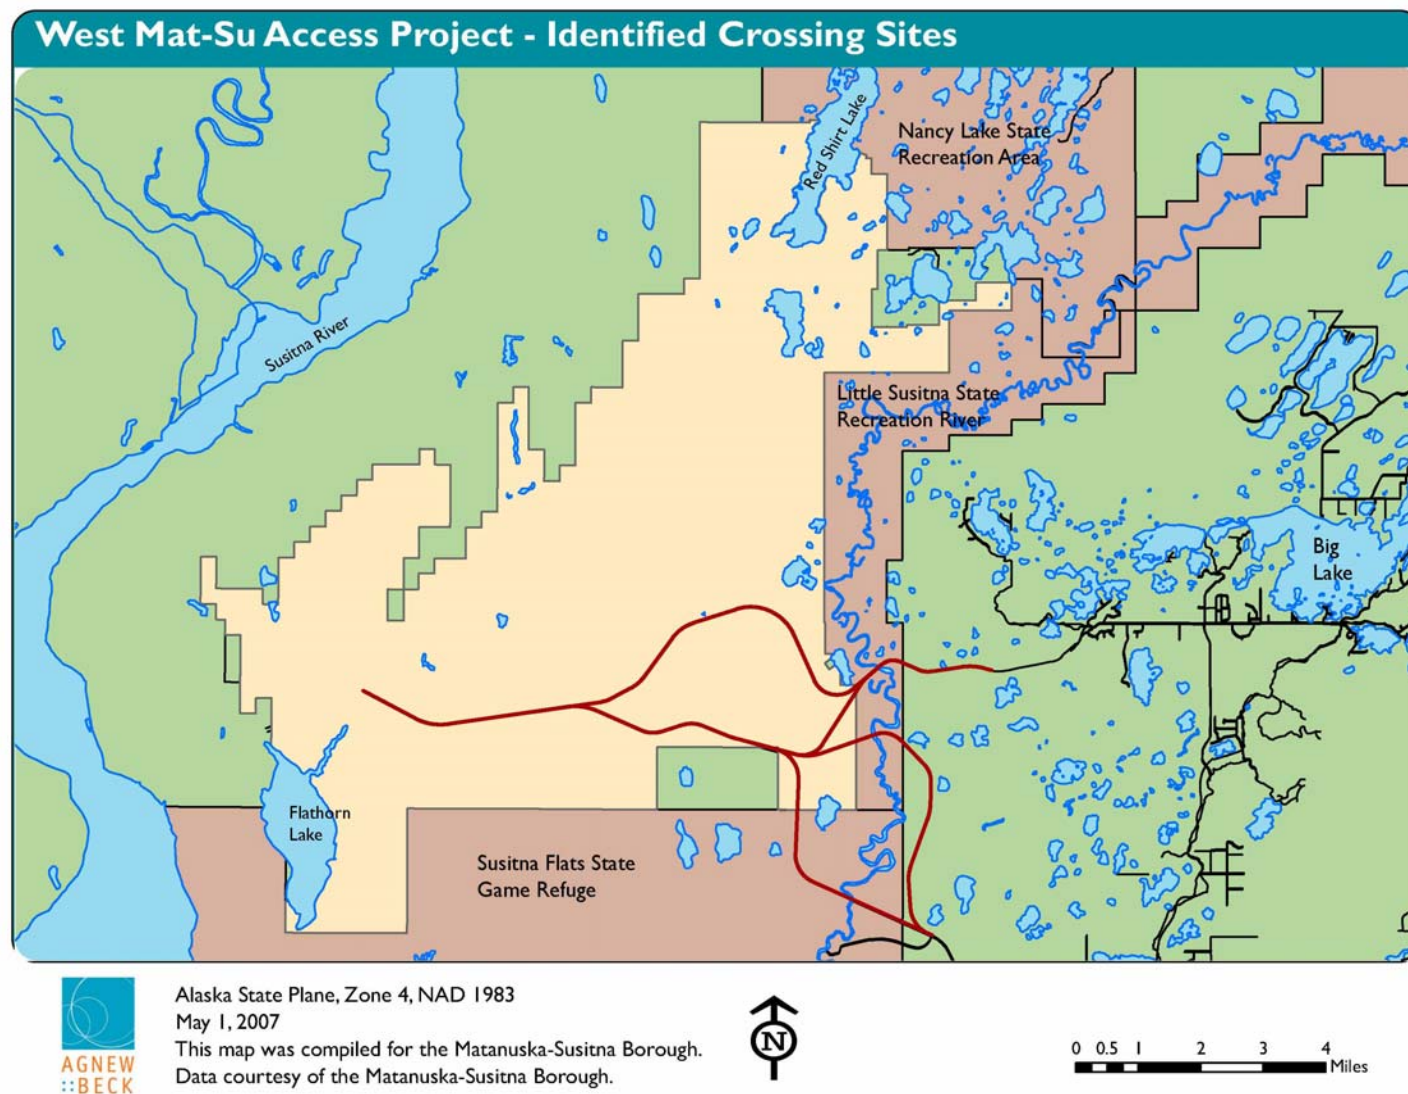 West Mat-Su Access Project - Identified Crossing Sites
Red Shirt Lake
Nancy Lake State
Recreation Area
Susitna River
Little Susitna State
Recreation River
Big
Lake
Flathorn
Lake
Susitna Flats State
Game Refuge
AGNEW
::BECK
Alaska State Plane, Zone 4, NAD 1983
May 1, 2007
This map was compiled for the Matanuska-Susitna Borough.
Data courtesy of the Matanuska-Susitna Borough.
N
0 0.5 1 2 3 4
Miles